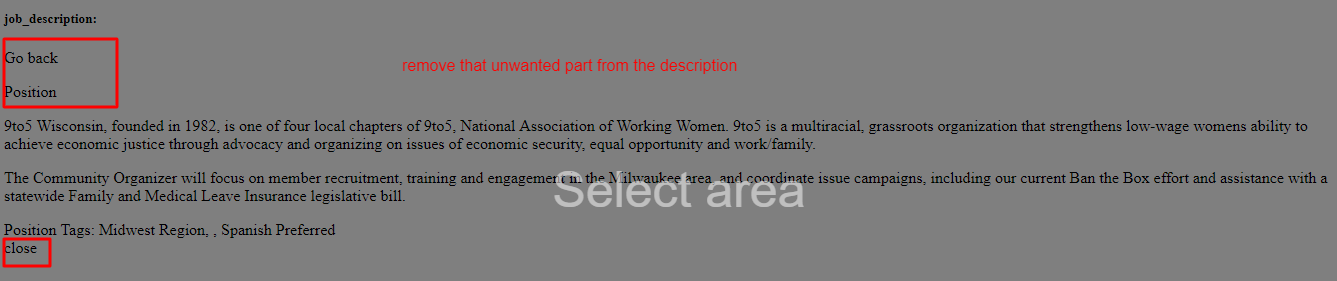 job_description:
Go back
remove that unwanted part from the description
Position
9to5 Wisconsin, founded in 1982, is one of four local chapters of 9to5, National Association of Working Women. 9to5 is a multiracial, grassroots organization that strengthens low-wage womens ability to
achieve economic justice through advocacy and organizing on issues of economic security, equal opportunity and work/family.
The Community Organizer will focus on member recruitment, training and engagement in the Milwaukee area, and coordinate issue campaigns, including our current Ban the Box effort and assistance with a
Select area
statewide Family and Medical Leave Insurance legislative bill.
Position Tags: Midwest Region, , Spanish Preferred
close